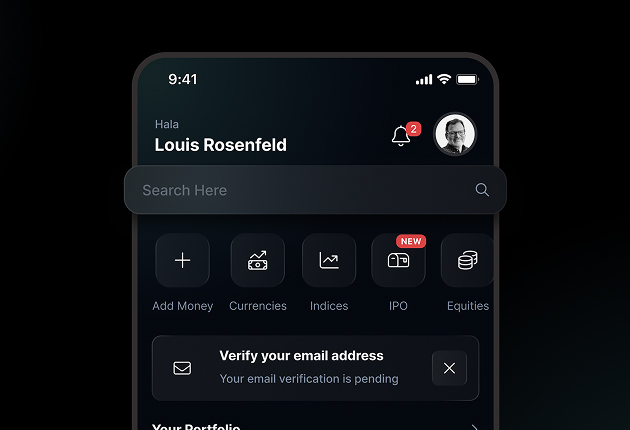 9:41
Hala
Louis Rosenfeld
2
Search Here
NEW
Add Money Currencies Indices IPO Equities
Verify your email address
Your email verification is pending
Your Portfolio